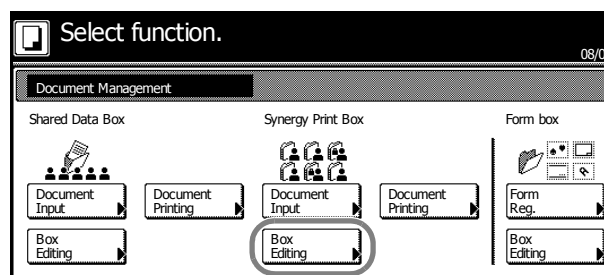 Select function.
08/0
Document Management
Shared Data Box
Synergy Print Box
Form box
Document
Input
Document
Printing
Document
Input
Document
Printing
Form
Reg.
Box
Editing
Box
Editing
Box
Editing